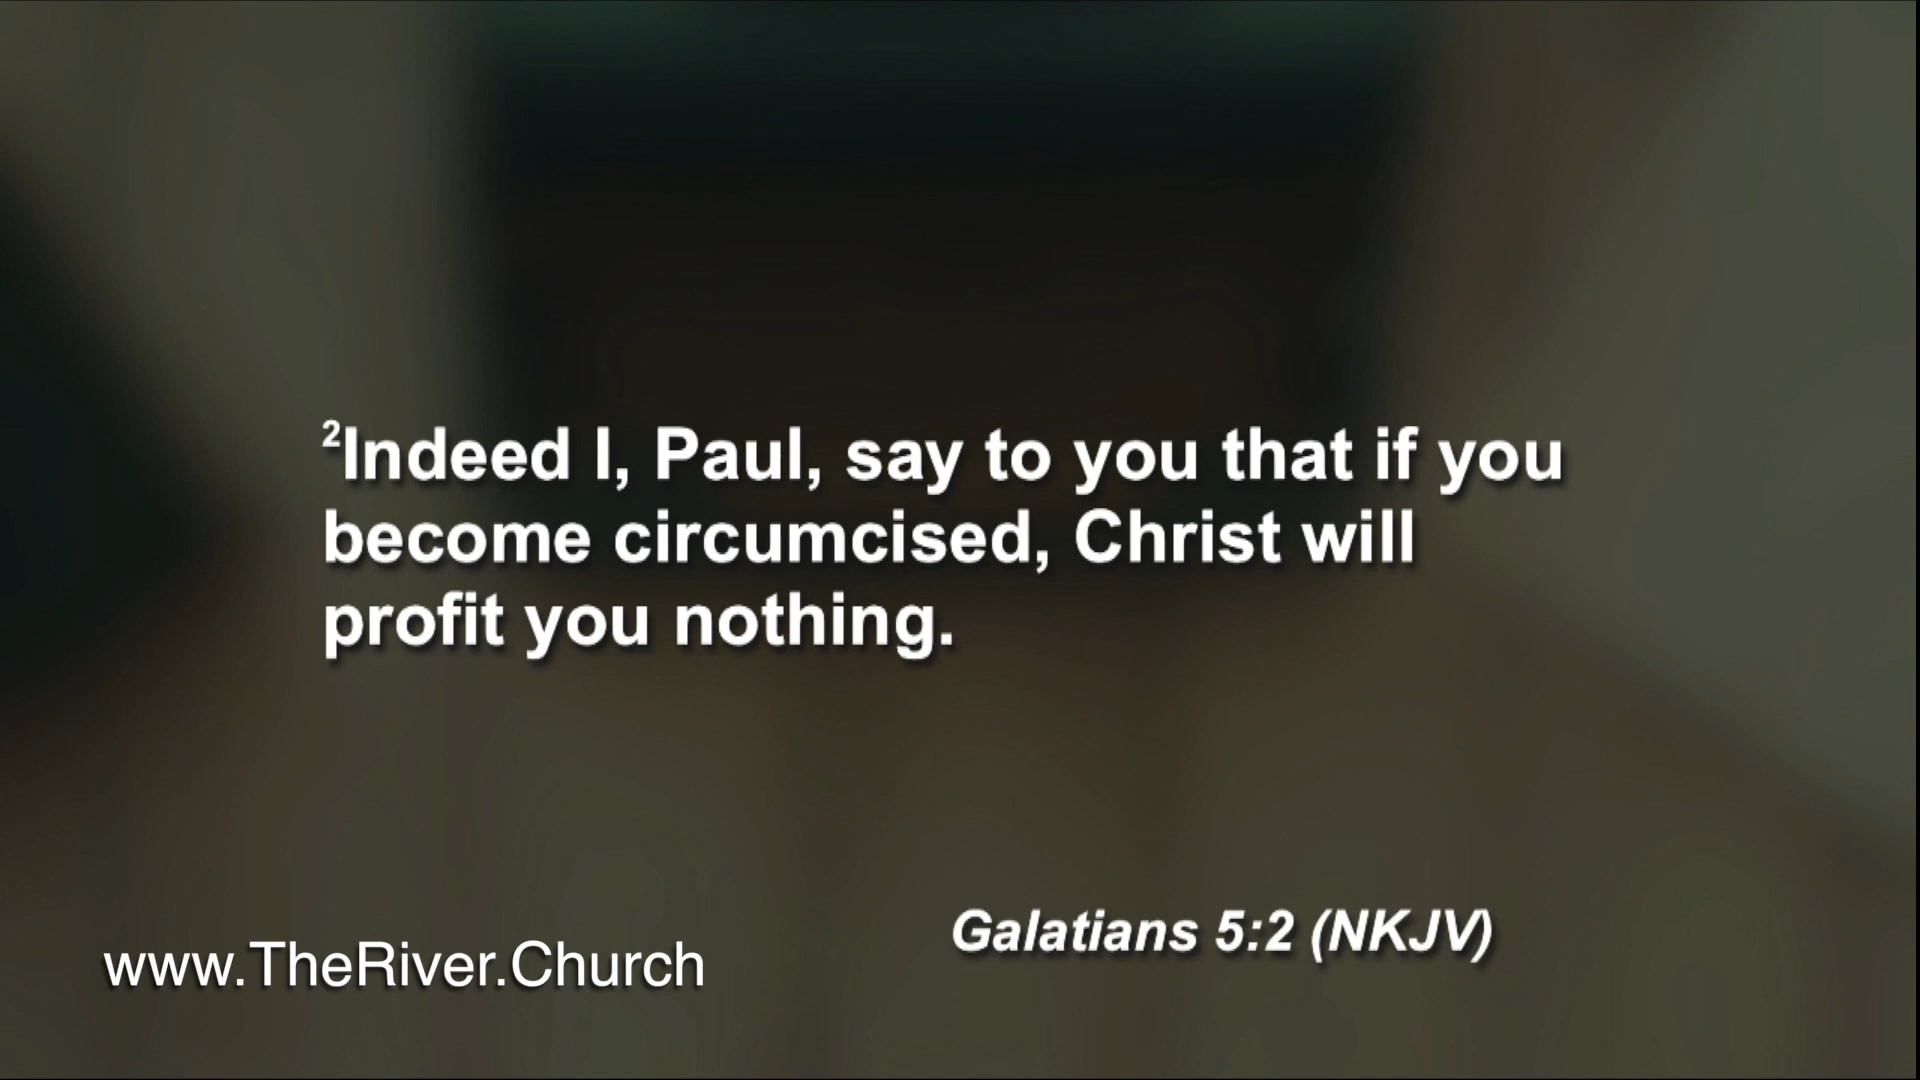 ²Indeed I, Paul, say to you that if you
become circumcised, Christ will
profit you nothing.
Galatians 5:2 (NKJV)
www.TheRiver.Church